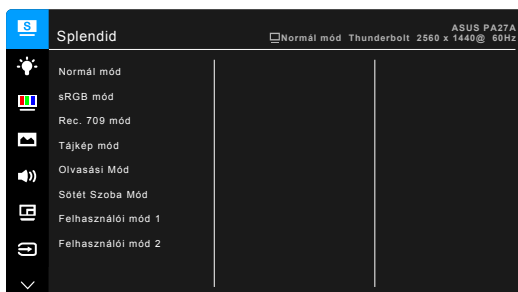 S
Splendid
Normál mód Thunderbolt ASUS PA27A
2560 x 1440@ 60Hz
Normál mód
sRGB mód
Rec. 709 mód
Tájkép mód
Olvasási Mód
Sötét Szoba Mód
Felhasználói mód 1
Felhasználói mód 2